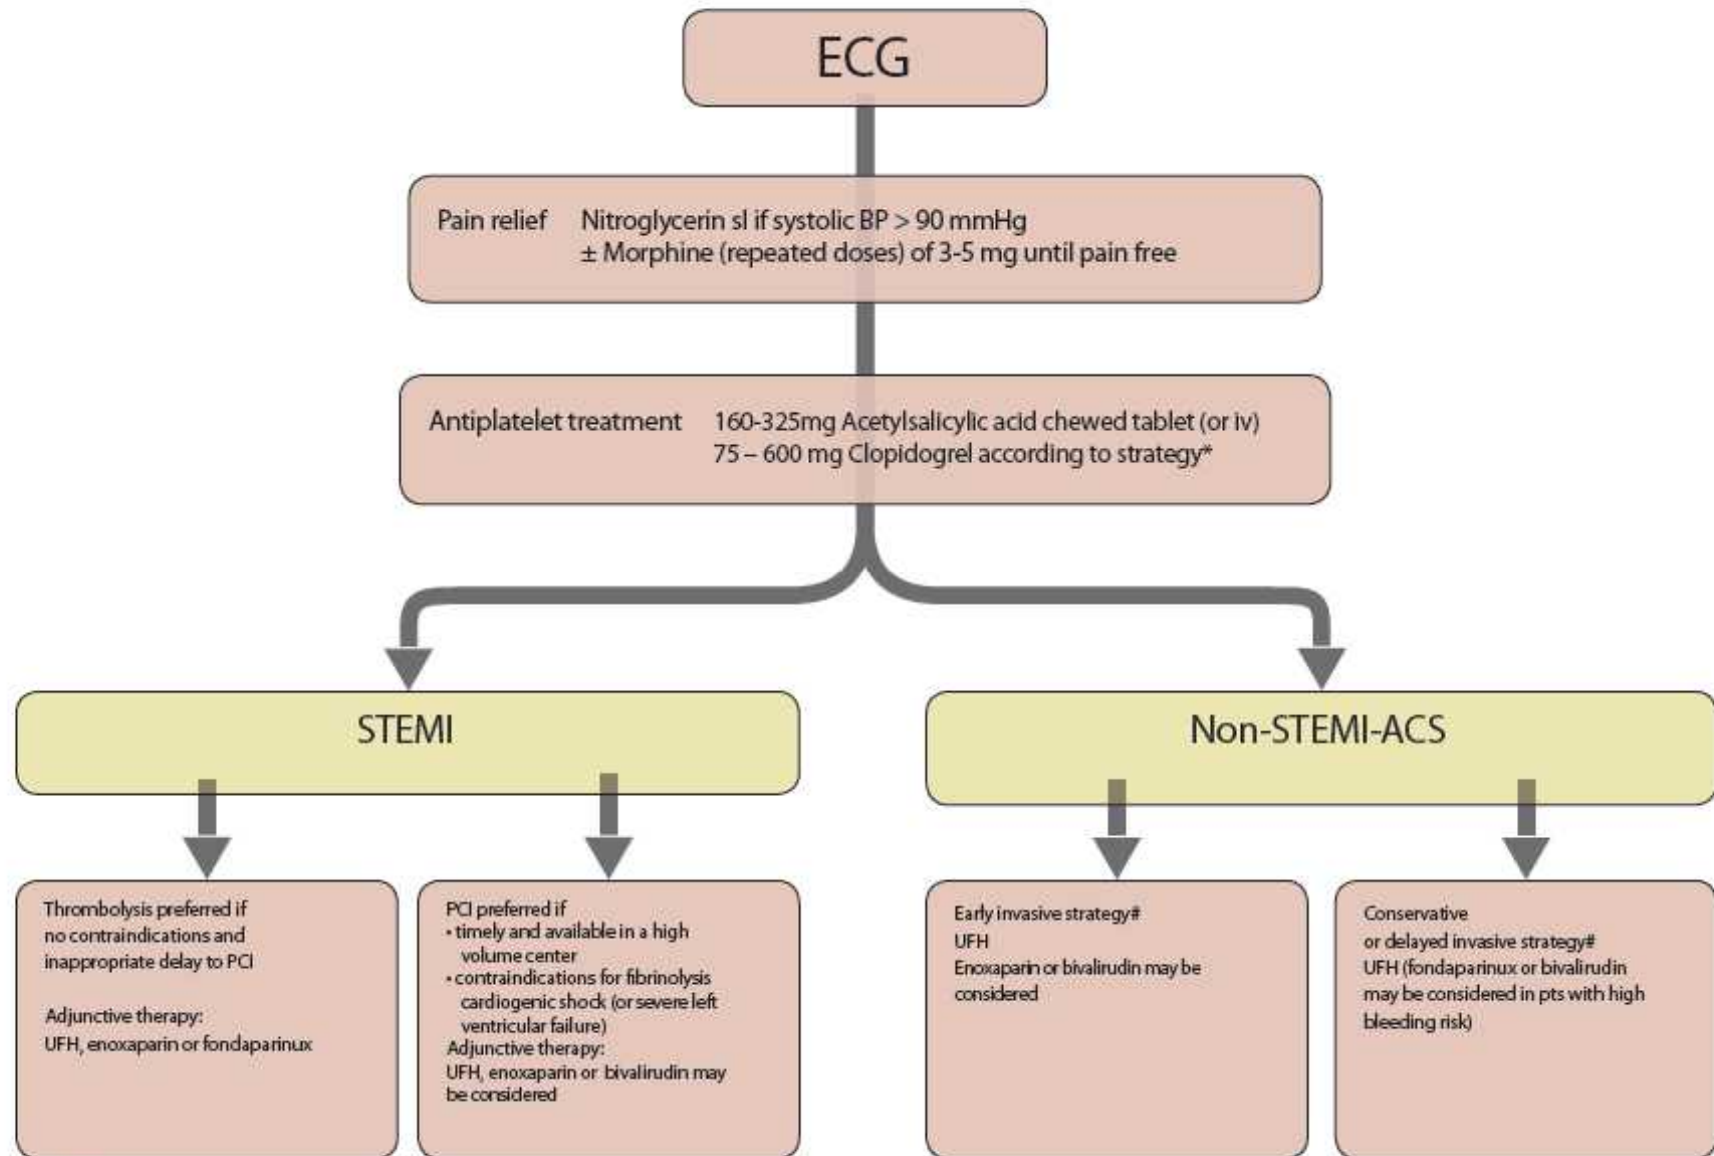 ECG
Pain relief Nitroglycerin sl if systolic BP > 90 mmHg
± Morphine (repeated doses) of 3-5 mg until pain free
Antiplatelet treatment 160-325mg Acetylsalicylic acid chewed tablet (or iv)
75 – 600 mg Clopidogrel according to strategy*
STEMI
Thrombolysis preferred if
no contraindications and
inappropriate delay to PCI
Adjunctive therapy:
UFH, enoxaparin or fondaparinux
PCI preferred if
• timely and available in a high
volume center
• contraindications for fibrinolysis
cardiogenic shock (or severe left
ventricular failure)
Adjunctive therapy:
UFH, enoxaparin or bivalirudin may
be considered
Non-STEMI-ACS
Early invasive strategy#
UFH
Enoxaparin or bivalirudin may be
considered
Conservative
or delayed invasive strategy#
UFH (fondaparinux or bivalirudin
may be considered in pts with high
bleeding risk)